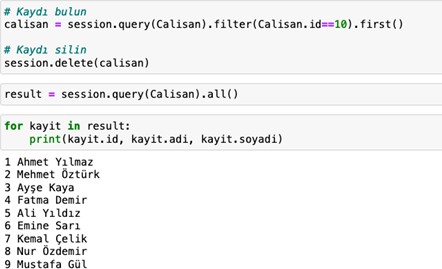 # Kaydı bulun
calisan = session.query(Calisan).filter(Calisan.id==10).first()
# Kaydı silin
session.delete(calisan)
result = session.query(Calisan).all()
for kayit in result:
    print(kayit.id, kayit.adi, kayit.soyadi)
1 Ahmet Yılmaz
2 Mehmet Öztürk
3 Ayşe Kaya
4 Fatma Demir
5 Ali Yıldız
6 Emine Sarı
7 Kemal Çelik
8 Nur Özdemir
9 Mustafa Gül